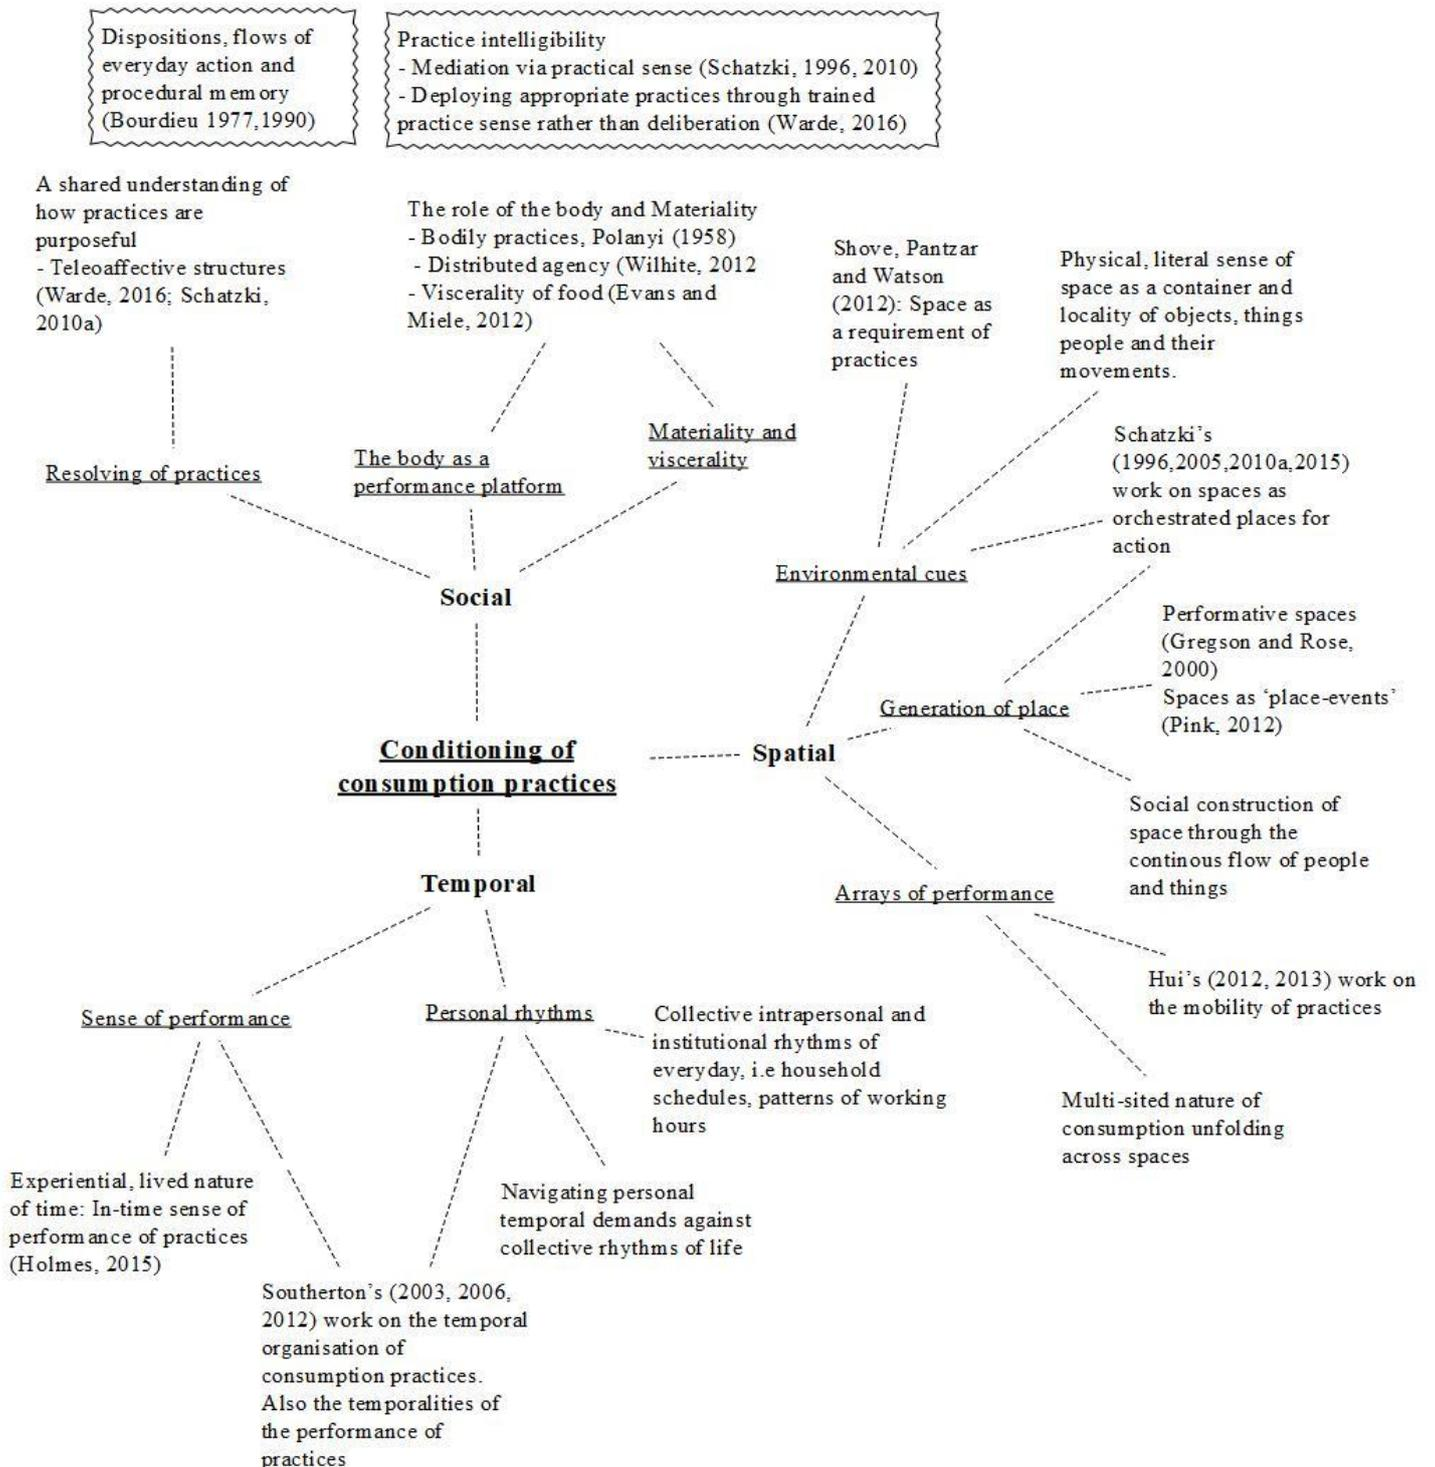 Dispositions, flows of
everyday action and
procedural memory
(Bourdieu 1977,1990)
Practice intelligibility
- Mediation via practical sense (Schatzki, 1996, 2010)
- Deploying appropriate practices through trained
practice sense rather than deliberation (Warde, 2016)
A shared understanding of
how practices are
purposeful
- Teleoaffective structures
(Warde, 2016; Schatzki,
2010a)
The role of the body and Materiality
- Bodily practices, Polanyi (1958)
- Distributed agency (Wilhite, 2012
- Viscerality of food (Evans and
Miele, 2012)
Shove, Pantzar
and Watson
(2012): Space as
a requirement of
practices
Physical, literal sense of
space as a container and
locality of objects, things
people and their
movements.
Resolving of practices
The body as a
performance platform
Materiality and
viscerality
Schatzki's
(1996,2005,2010a,2015)
work on spaces as
orchestrated places for
action
Environmental cues
Social
Performative spaces
(Gregson and Rose,
2000)
Spaces as 'place-events'
(Pink, 2012)
Generation of place
Conditioning of
consumption practices
Spatial
Social construction of
space through the
continous flow of people
and things
Temporal
Arrays of performance
Hui's (2012, 2013) work on
the mobility of practices
Multi-sited nature of
consumption unfolding
across spaces
Sense of performance
Personal rhythms
Collective intrapersonal and
institutional rhythms of
everyday, i.e household
schedules, patterns of working
hours
Experiential, lived nature
of time: In-time sense of
performance of practices
(Holmes, 2015)
Navigating personal
temporal demands against
collective rhythms of life
Southerton's (2003, 2006,
2012) work on the temporal
organisation of
consumption practices.
Also the temporalities of
the performance of
practices